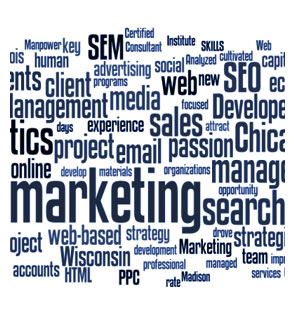 Certified
Manpower key SEM Consultant Institute SKILLS Web
ois human advertising social Analyzed cultivated capit
ents client programs web new SEO ec
anagement media focused Develope
tics days experience sales attract Chica
project email passion
online develop materials organizations manage
marketing opportunity
search
oject web-based strategy drove strategi
Wisconsin development Marketing team impr
accounts HTML PPC professional managed services
rate Madison